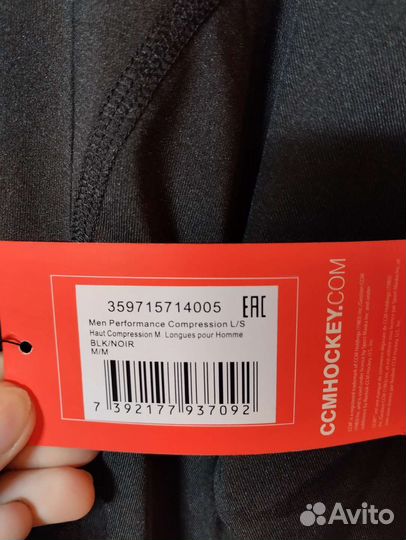 359715714005 EAC
Men Performance Compression L/S
Haut Compression M. Longues pour Homme
BLK/NOIR
M/M
7 392177 937092
CCMHOCKEY.COM
Avito